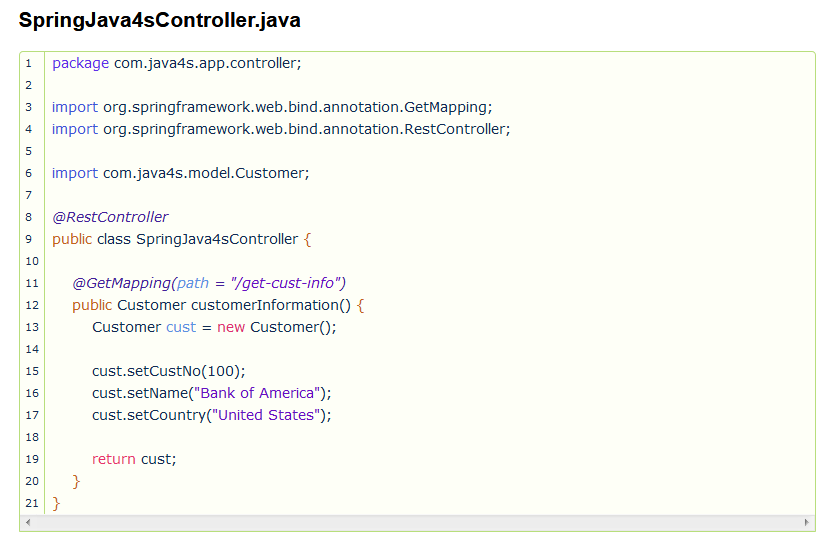 SpringJava4sController.java
1 package com.java4s.app.controller;
2
3 import org.springframework.web.bind.annotation.GetMapping;
4 import org.springframework.web.bind.annotation.RestController;
5
6 import com.java4s.model.Customer;
7
8 @RestController
9 public class SpringJava4sController {
10
11 @GetMapping(path = "/get-cust-info")
12 public Customer customerInformation() {
13 Customer cust = new Customer();
14
15 cust.setCustNo(100);
16 cust.setName("Bank of America");
17 cust.setCountry("United States");
18
19 return cust;
20 }
21 }